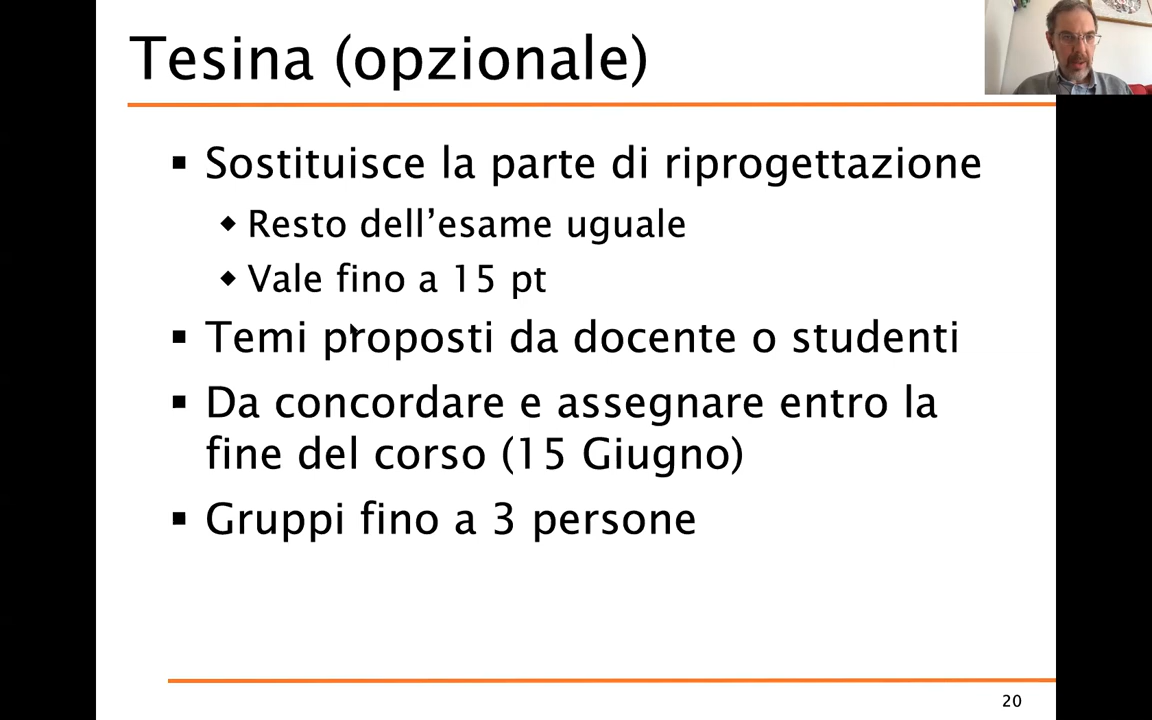 Tesina (opzionale)
▪ Sostituisce la parte di riprogettazione
◆ Resto dell’esame uguale
◆ Vale fino a 15 pt
▪ Temi proposti da docente o studenti
▪ Da concordare e assegnare entro la
fine del corso (15 Giugno)
▪ Gruppi fino a 3 persone
20